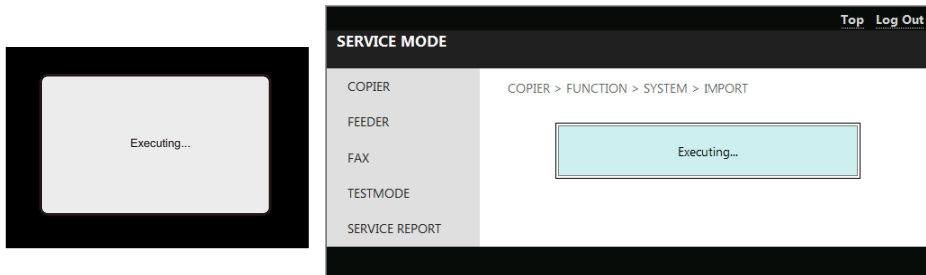 Executing...
Top Log Out
SERVICE MODE
COPIER
FEEDER
FAX
TESTMODE
SERVICE REPORT
COPIER > FUNCTION > SYSTEM > IMPORT
Executing...